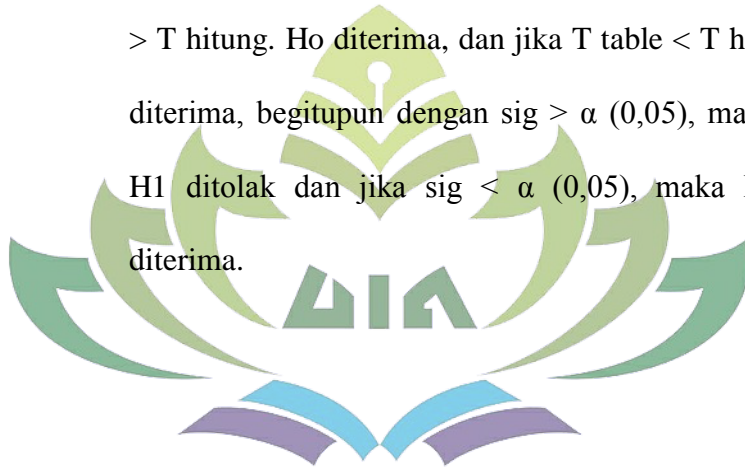 > T hitung. Ho diterima, dan jika T table < T h
diterima, begitupun dengan sig > α (0,05), ma
H1 ditolak dan jika sig < α (0,05), maka
diterima.
UIN